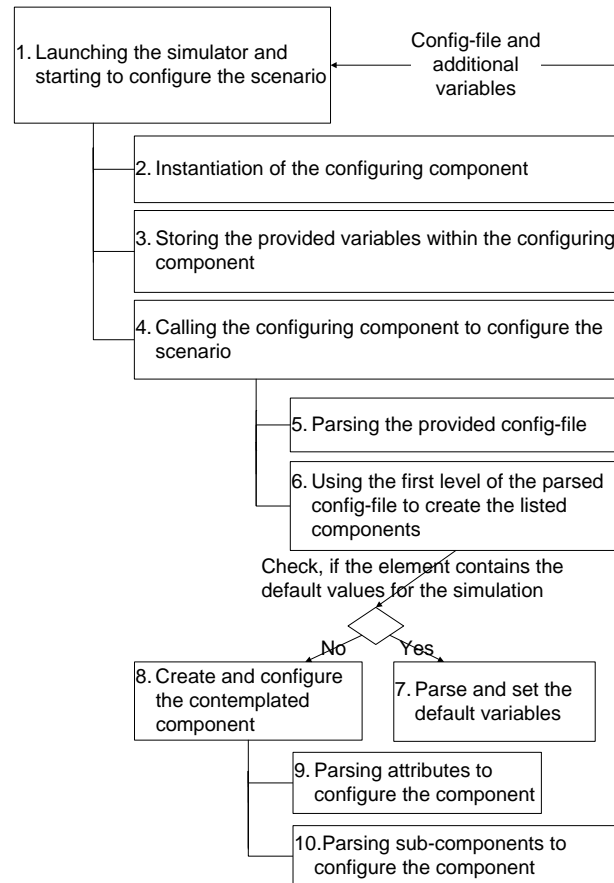 1. Launching the simulator and
starting to configure the scenario
Config-file and
additional
variables
2. Instantiation of the configuring component
3. Storing the provided variables within the configuring
component
4. Calling the configuring component to configure the
scenario
5. Parsing the provided config-file
6. Using the first level of the parsed
config-file to create the listed
components
Check, if the element contains the
default values for the simulation
No
Yes
8. Create and configure
the contemplated
component
7. Parse and set the
default variables
9. Parsing attributes to
configure the component
10.Parsing sub-components to
configure the component